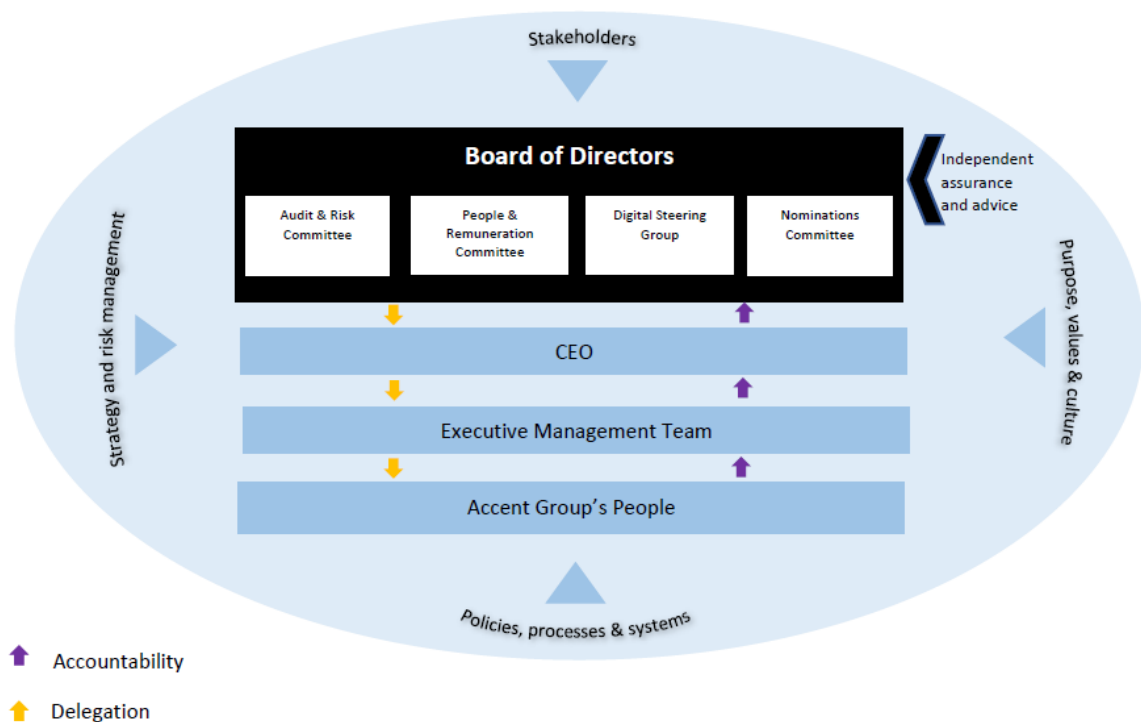 Stakeholders
Board of Directors
Independent
assurance
and advice
Audit & Risk
Committee
People &
Remuneration
Committee
Digital Steering
Group
Nominations
Committee
Strategy and risk management
Purpose, values & culture
CEO
Executive Management Team
Accent Group’s People
Policies, processes & systems
Accountability
Delegation